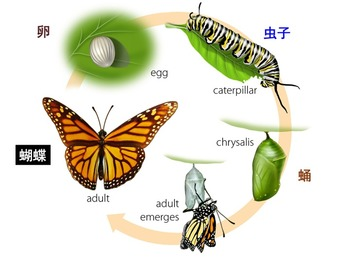 卵
egg
虫子
caterpillar
chrysalis
蛹
adult
emerges
蝴蝶
adult